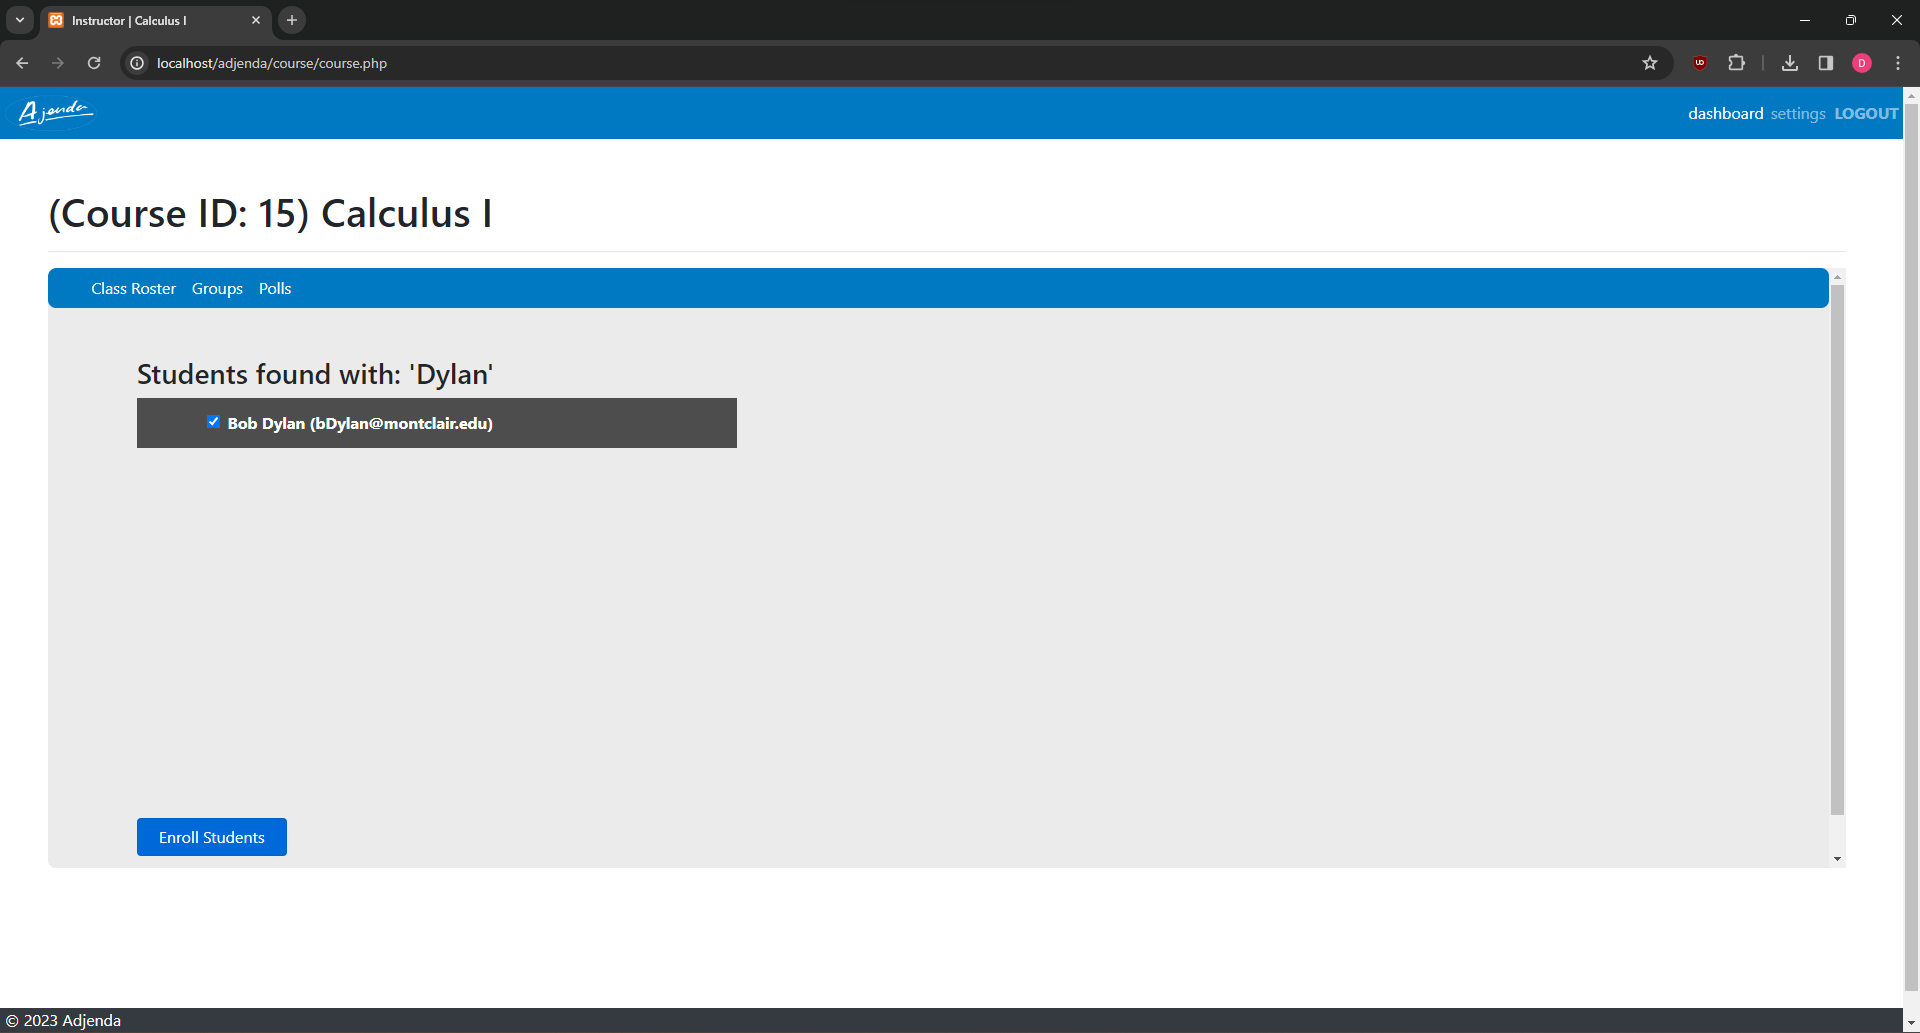 Instructor | Calculus I
localhost/adjenda/course/course.php
D
Ajenda
dashboard settings LOGOUT
(Course ID: 15) Calculus I
Class Roster Groups Polls
Students found with: 'Dylan'
Bob Dylan (bDylan@montclair.edu)
Enroll Students
© 2023 Adjenda